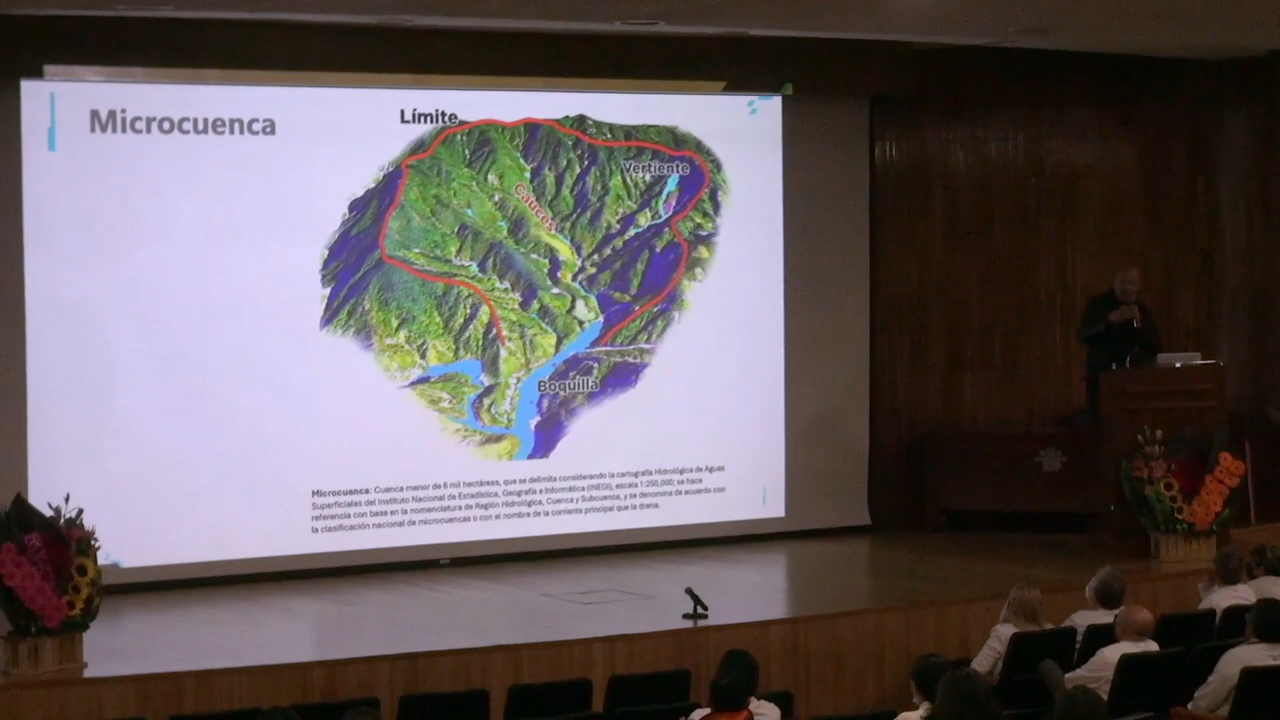 Microcuenca
Límite
Vertiente
Cauces
Boquilla
Microcuenca: Cuenca menor de 6 mil hectáreas, que se delimita considerando la cartografía Hidrológica de Aguas
Superficiales del Instituto Nacional de Estadística, Geografía e Informática (INEGI), escala 1:250,000; se hace
referencia con base en la nomenclatura de Región Hidrológica, Cuenca y Subcuenca, y se denomina de acuerdo con
la clasificación nacional de microcuencas o con el nombre de la corriente principal que la drena.